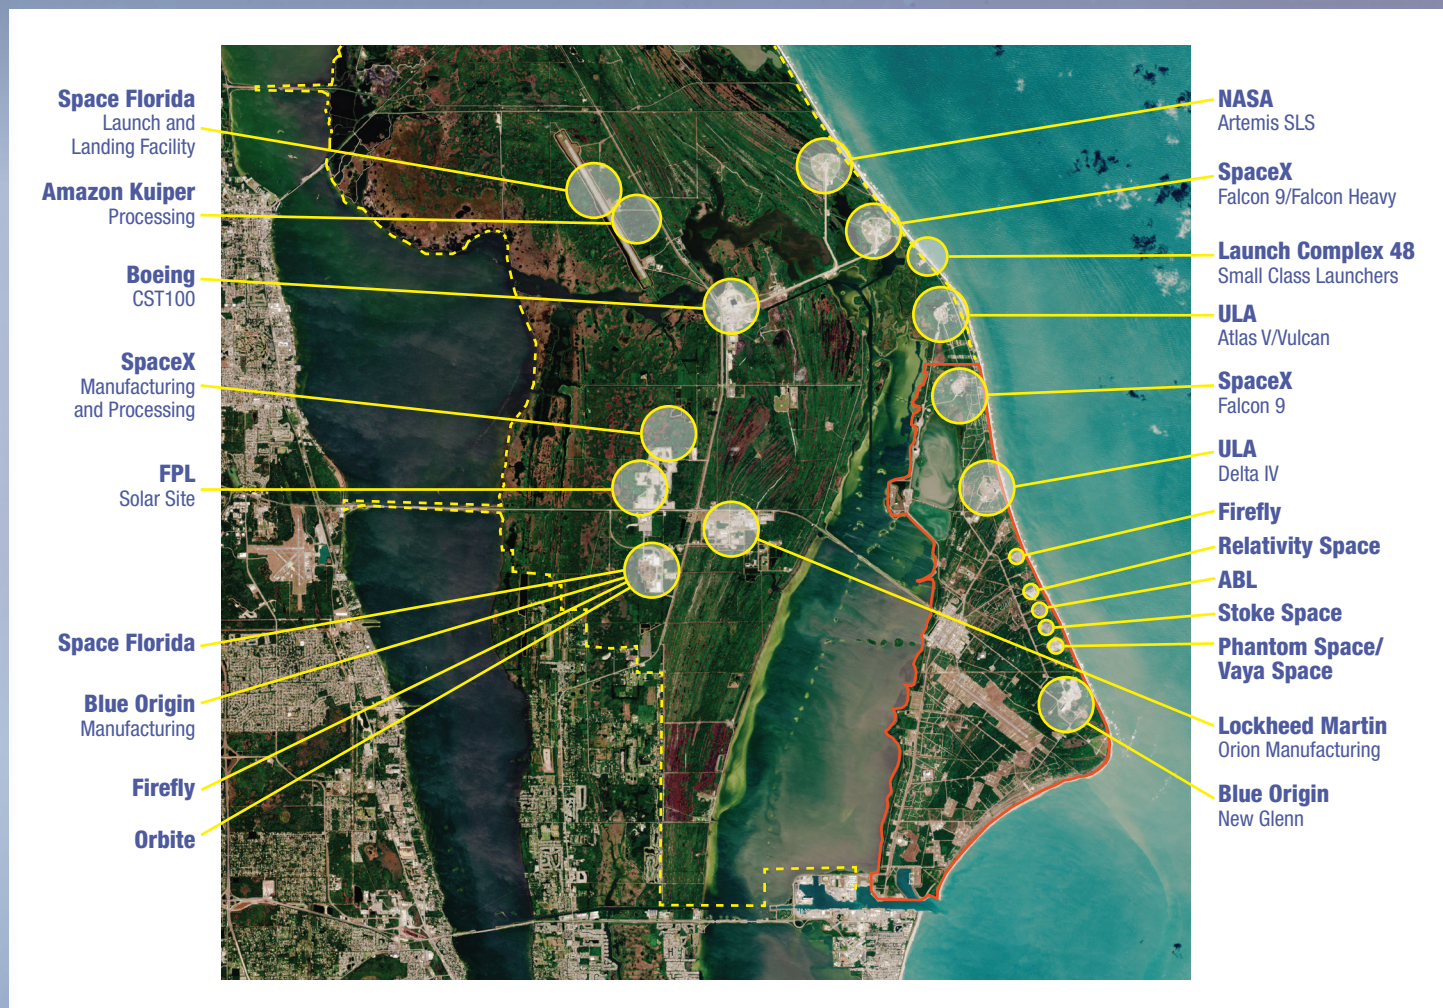 Space Florida
Launch and
Landing Facility
Amazon Kuiper
Processing
Boeing
CST100
SpaceX
Manufacturing
and Processing
FPL
Solar Site
Space Florida
Blue Origin
Manufacturing
Firefly
Orbite
NASA
Artemis SLS
SpaceX
Falcon 9/Falcon Heavy
Launch Complex 48
Small Class Launchers
ULA
Atlas V/Vulcan
SpaceX
Falcon 9
ULA
Delta IV
Firefly
Relativity Space
ABL
Stoke Space
Phantom Space/
Vaya Space
Lockheed Martin
Orion Manufacturing
Blue Origin
New Glenn